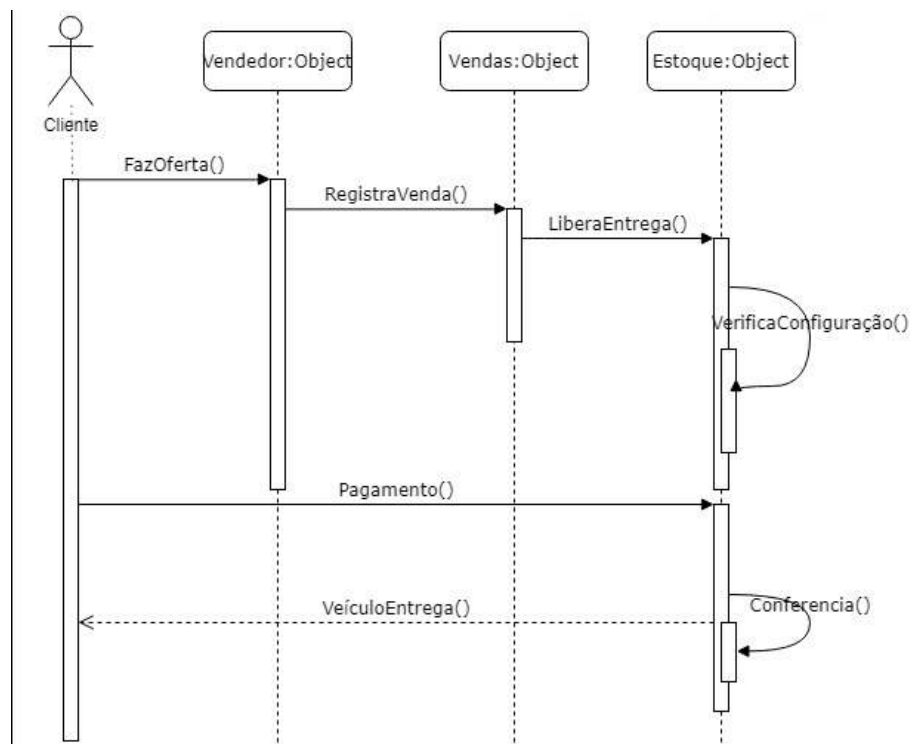 Vendedor:Object
Vendas:Object
Estoque:Object
Cliente
FazOferta()
RegistraVenda()
LiberaEntrega()
VerificaConfiguração()
Pagamento()
VeículoEntrega()
Conferencia()